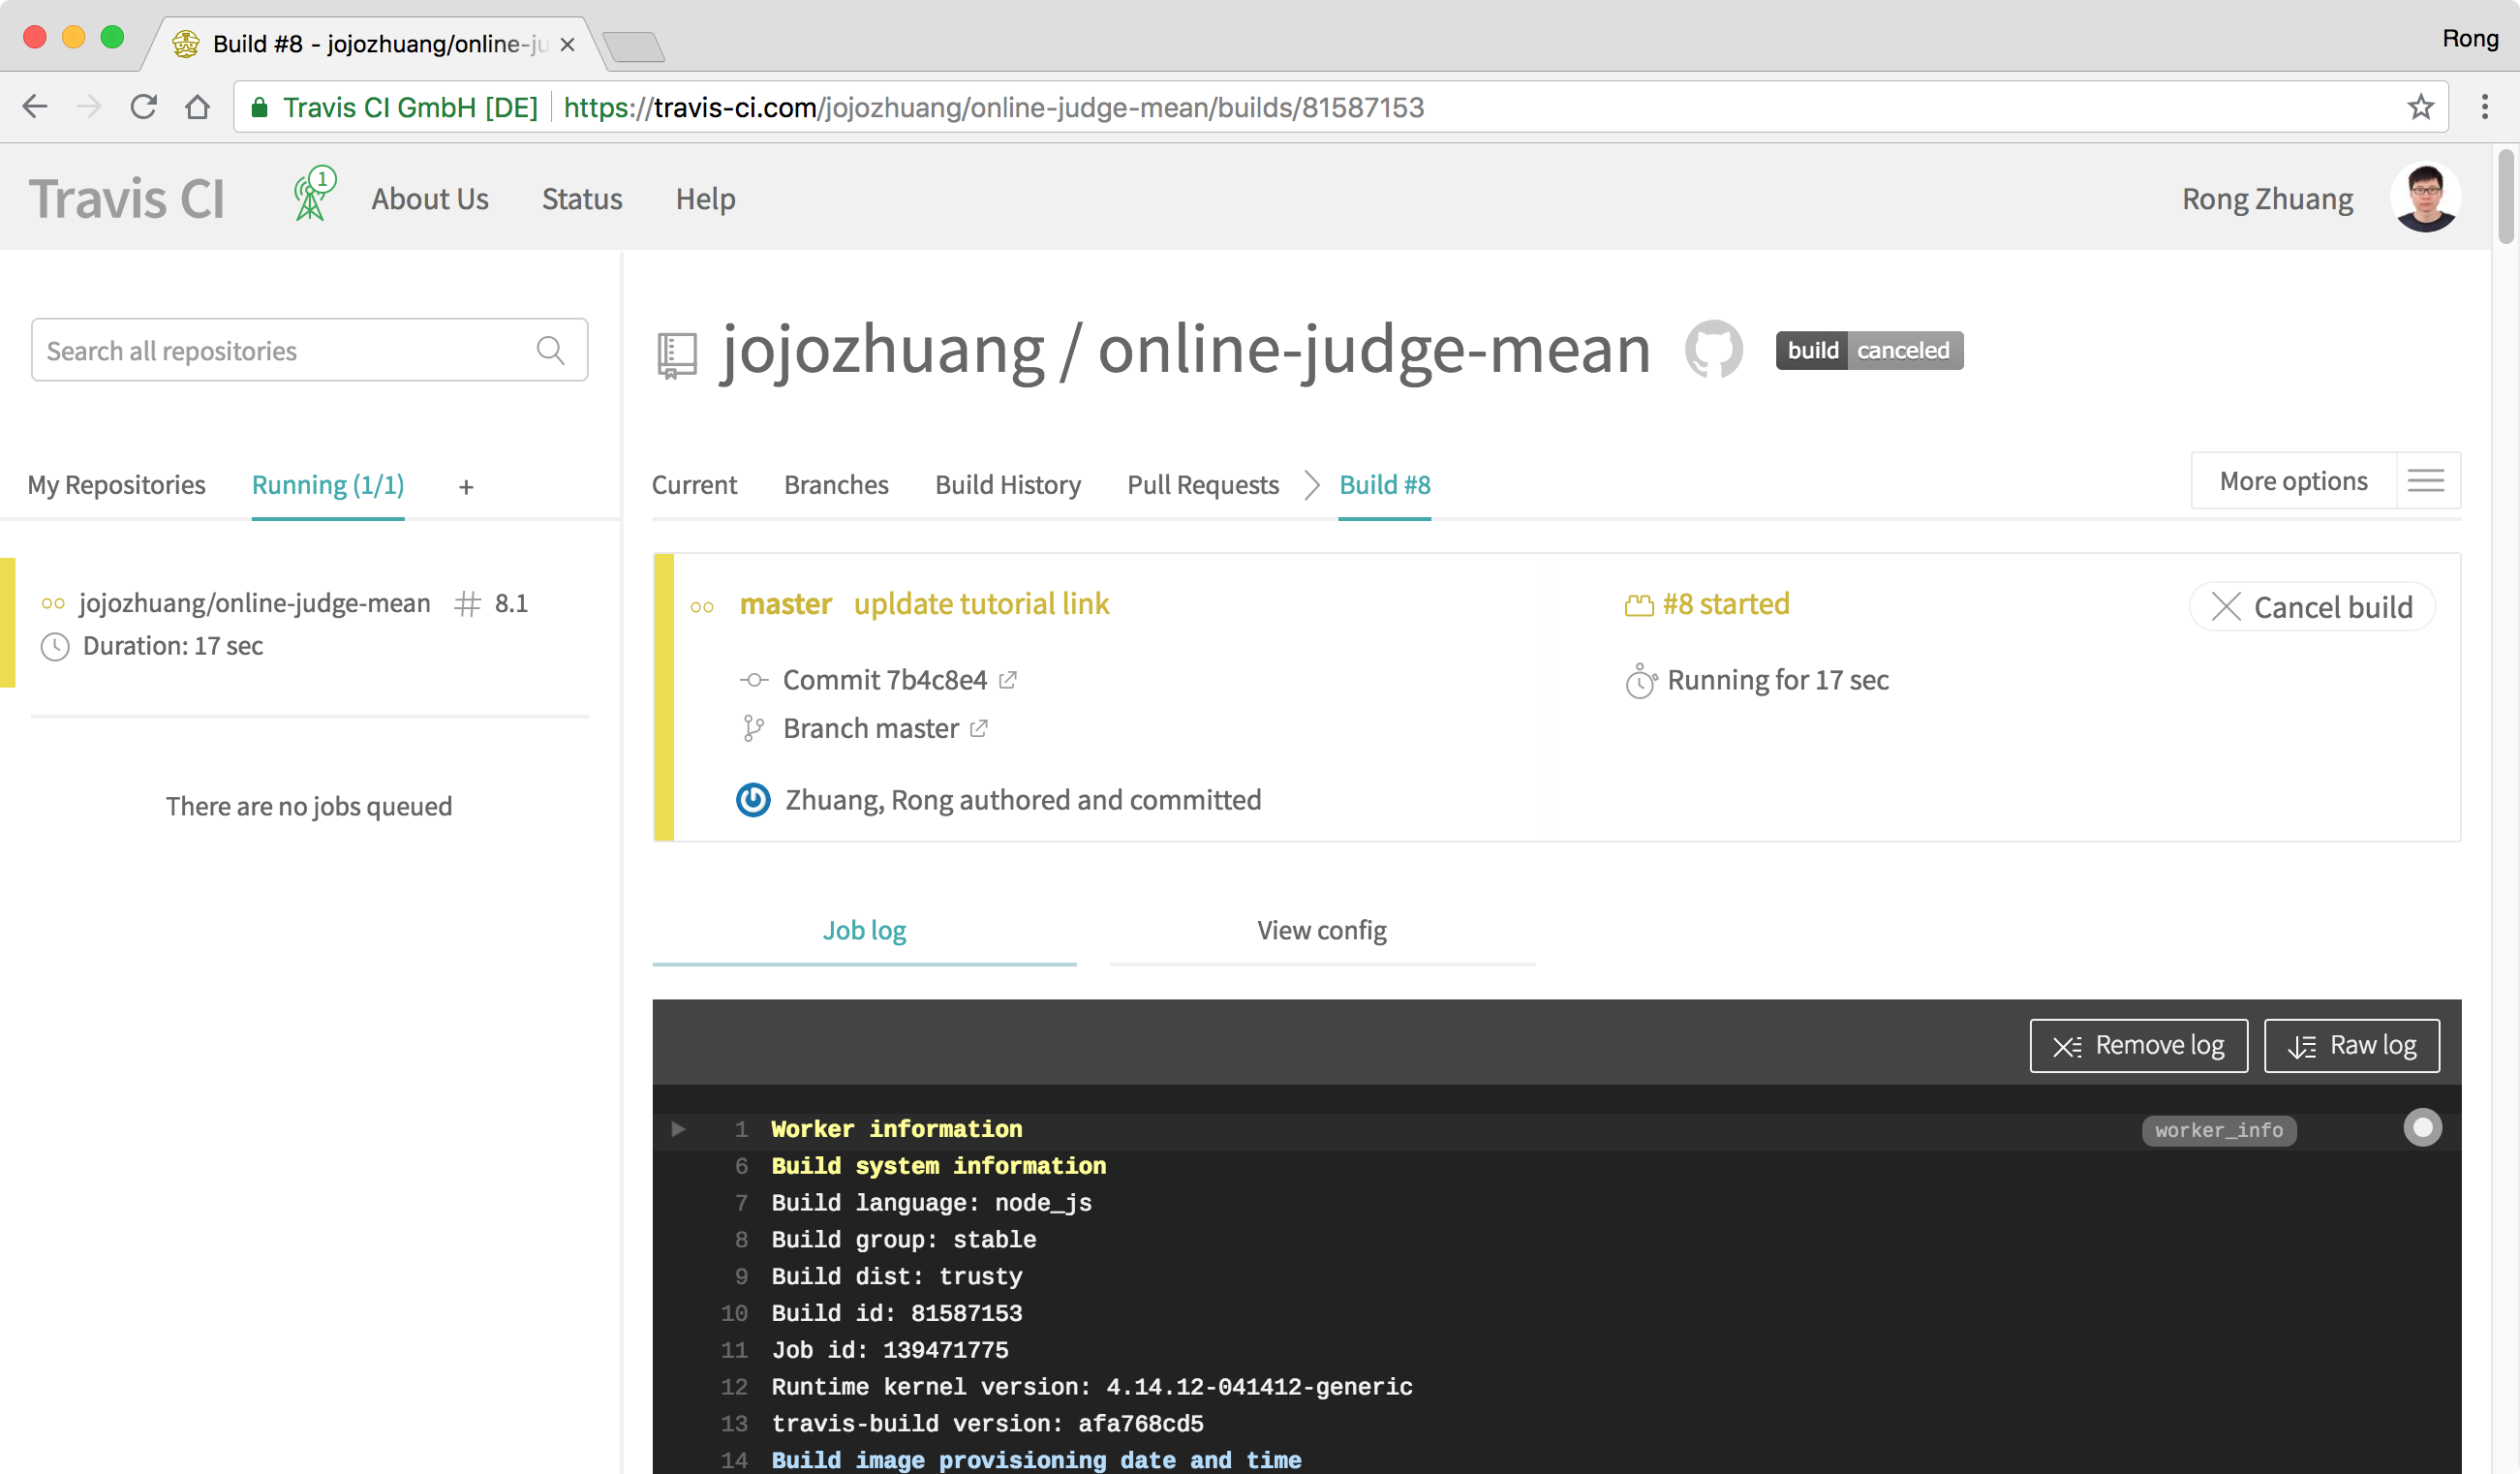 Build #8 - jojozhuang/online-ju
Rong
Travis CI GmbH [DE] https://travis-ci.com/jojozhuang/online-judge-mean/builds/81587153
Travis CI 1 About Us Status Help Rong Zhuang
Search all repositories
jojozhuang / online-judge-mean build canceled
My Repositories Running (1/1) +
Current Branches Build History Pull Requests Build #8 More options
jojozhuang/online-judge-mean # 8.1
Duration: 17 sec
There are no jobs queued
master upldate tutorial link #8 started Cancel build
Commit 7b4c8e4 Running for 17 sec
Branch master
Zhuang, Rong authored and committed
Job log View config
Remove log Raw log
1 Worker information worker_info
6 Build system information
7 Build language: node_js
8 Build group: stable
9 Build dist: trusty
10 Build id: 81587153
11 Job id: 139471775
12 Runtime kernel version: 4.14.12-041412-generic
13 travis-build version: afa768cd5
14 Build image provisioning date and time